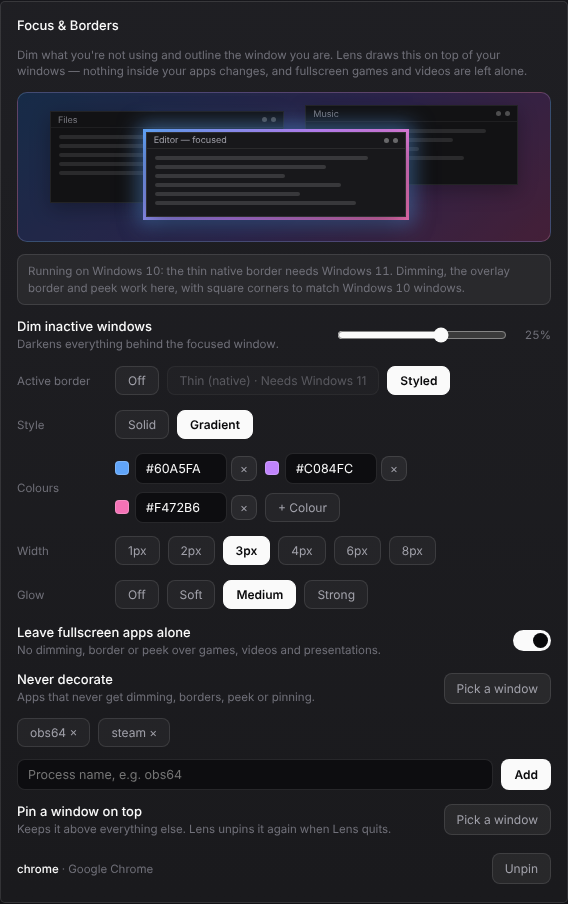 Focus & Borders
Dim what you're not using and outline the window you are. Lens draws this on top of your
windows — nothing inside your apps changes, and fullscreen games and videos are left alone.
Files
Music
Editor — focused
Running on Windows 10: the thin native border needs Windows 11. Dimming, the overlay
border and peek work here, with square corners to match Windows 10 windows.
Dim inactive windows
Darkens everything behind the focused window.
25%
Active border
Off
Thin (native) · Needs Windows 11
Styled
Style
Solid
Gradient
Colours
#60A5FA
×
#C084FC
×
#F472B6
×
+ Colour
Width
1px
2px
3px
4px
6px
8px
Glow
Off
Soft
Medium
Strong
Leave fullscreen apps alone
No dimming, border or peek over games, videos and presentations.
Never decorate
Apps that never get dimming, borders, peek or pinning.
Pick a window
obs64 ×
steam ×
Process name, e.g. obs64
Add
Pin a window on top
Keeps it above everything else. Lens unpins it again when Lens quits.
Pick a window
chrome · Google Chrome
Unpin